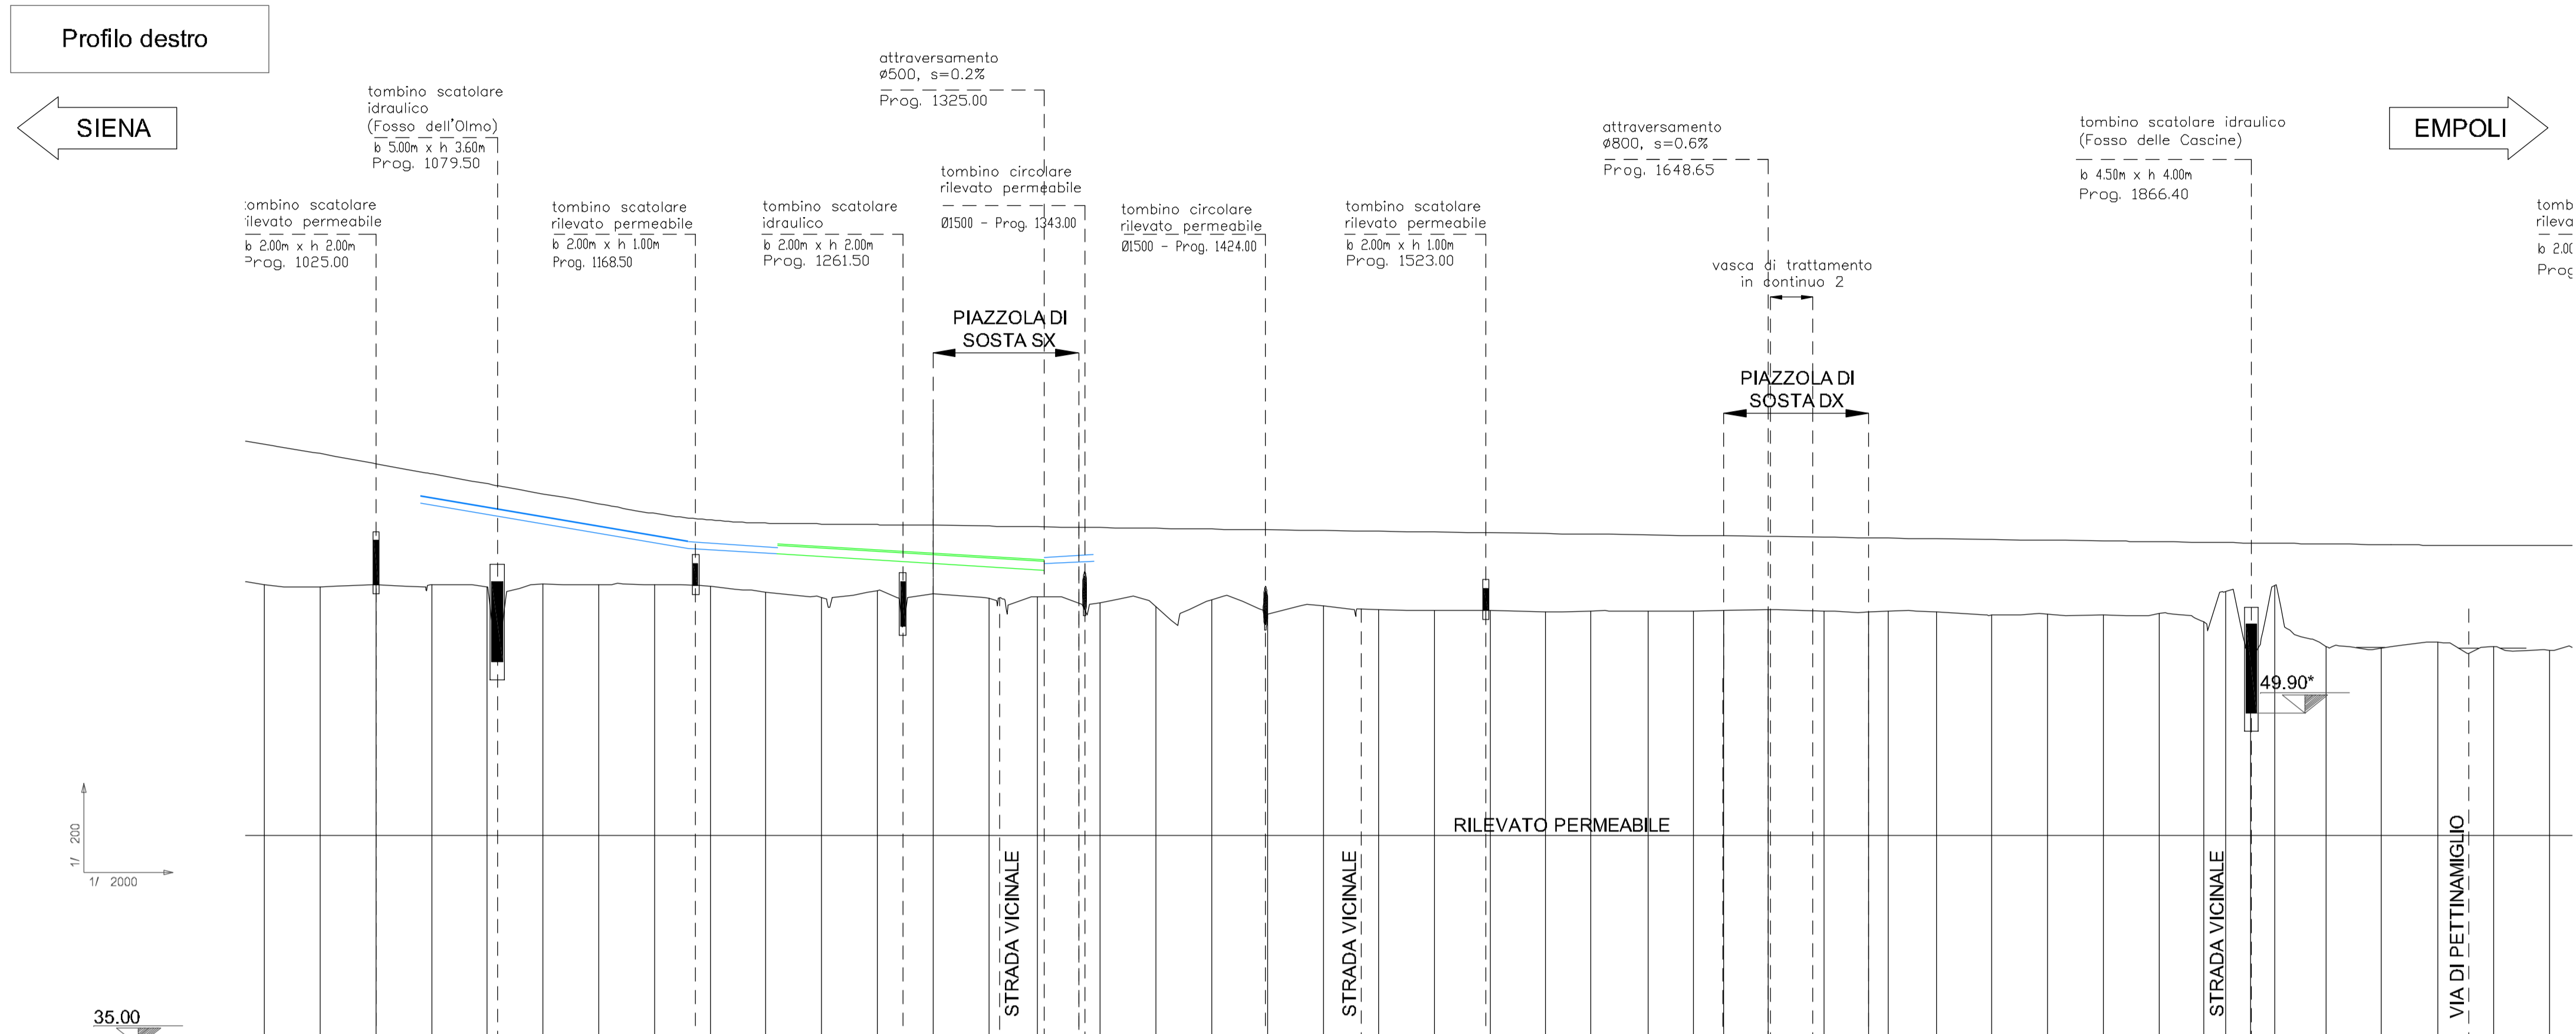 Profilo destro
SIENA
EMPOLI
tombino scatolare
rilevato permeabile
b 2.00m x h 2.00m
Prog. 1025.00
tombino scatolare
idraulico
(Fosso dell'Olmo)
b 5.00m x h 3.60m
Prog. 1079.50
tombino scatolare
rilevato permeabile
b 2.00m x h 1.00m
Prog. 1168.50
tombino scatolare
idraulico
b 2.00m x h 2.00m
Prog. 1261.50
attraversamento
ø500, s=0.2%
Prog. 1325.00
tombino circolare
rilevato permeabile
Ø1500 - Prog. 1343.00
tombino circolare
rilevato permeabile
Ø1500 - Prog. 1424.00
tombino scatolare
rilevato permeabile
b 2.00m x h 1.00m
Prog. 1523.00
attraversamento
ø800, s=0.6%
Prog. 1648.65
vasca di trattamento
in continuo 2
tombino scatolare idraulico
(Fosso delle Cascine)
b 4.50m x h 4.00m
Prog. 1866.40
tomb
rileva
b 2.00
Prog
PIAZZOLA DI
SOSTA SX
PIAZZOLA DI
SOSTA DX
49.90*
RILEVATO PERMEABILE
STRADA VICINALE
STRADA VICINALE
STRADA VICINALE
VIA DI PETTINAMIGLIO
1/ 200
1/ 2000
35.00